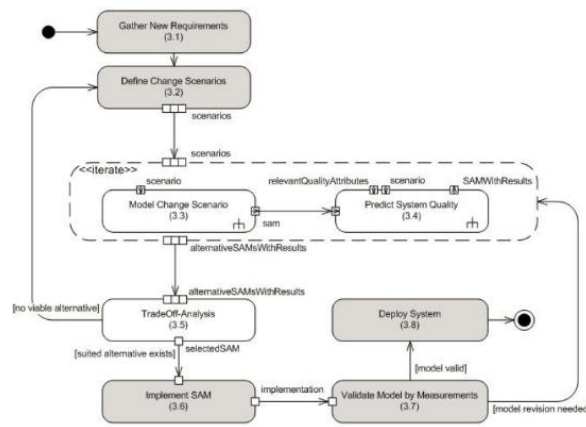 Gather New Requirements
(3.1)
Define Change Scenarios
(3.2)
scenarios
scenarios
<<iterate>>
scenario
relevantQualityAttributes
scenario
SAMWithResults
Model Change Scenario
(3.3)
sam
Predict System Quality
(3.4)
alternativeSAMsWithResults
alternativeSAMsWithResults
[no viable alternative]
TradeOff-Analysis
(3.5)
Deploy System
(3.8)
[suited alternative exists]
selectedSAM
[model valid]
Implement SAM
(3.6)
implementation
Validate Model by Measurements
(3.7)
[model revision needed]